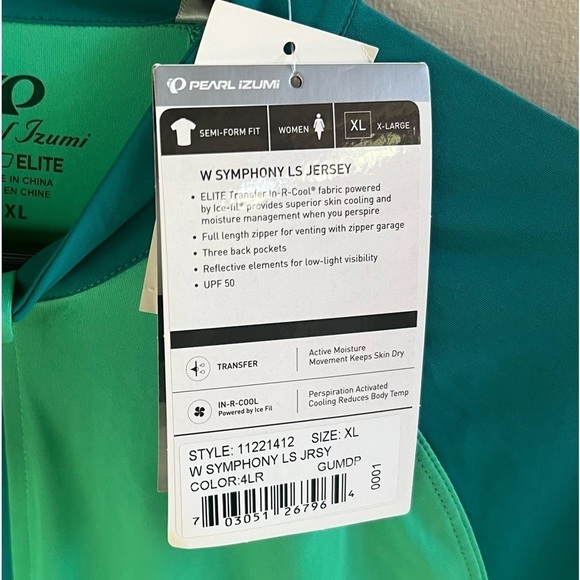 PEARL iZUMi
SEMI-FORM FIT
WOMEN
XL
X-LARGE
W SYMPHONY LS JERSEY
• ELITE Transfer In-R-Cool® fabric powered
by Ice-fil® provides superior skin cooling and
moisture management when you perspire
• Full length zipper for venting with zipper garage
• Three back pockets
• Reflective elements for low-light visibility
• UPF 50
TRANSFER
Active Moisture
Movement Keeps Skin Dry
IN-R-COOL
Powered by Ice Fil
Perspiration Activated
Cooling Reduces Body Temp
STYLE: 11221412 SIZE: XL
W SYMPHONY LS JRSY
COLOR:4LR GUMDP
7 03051 26796 4
0001
Izumi
ELITE
IN CHINA
EN CHINE
XL